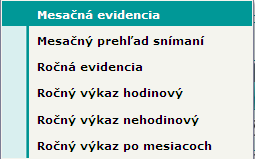 Mesačná evidencia
Mesačný prehľad snímaní
Ročná evidencia
Ročný výkaz hodinový
Ročný výkaz nehodinový
Ročný výkaz po mesiacoch